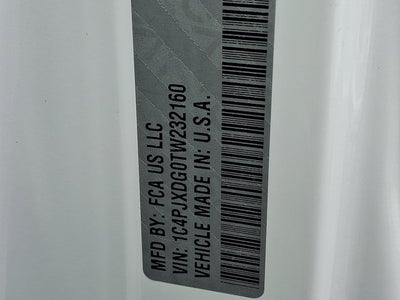 MFD BY: FCA US LLC
VIN: 1C4PJXDG0TW232160
VEHICLE MADE IN: U.S.A.